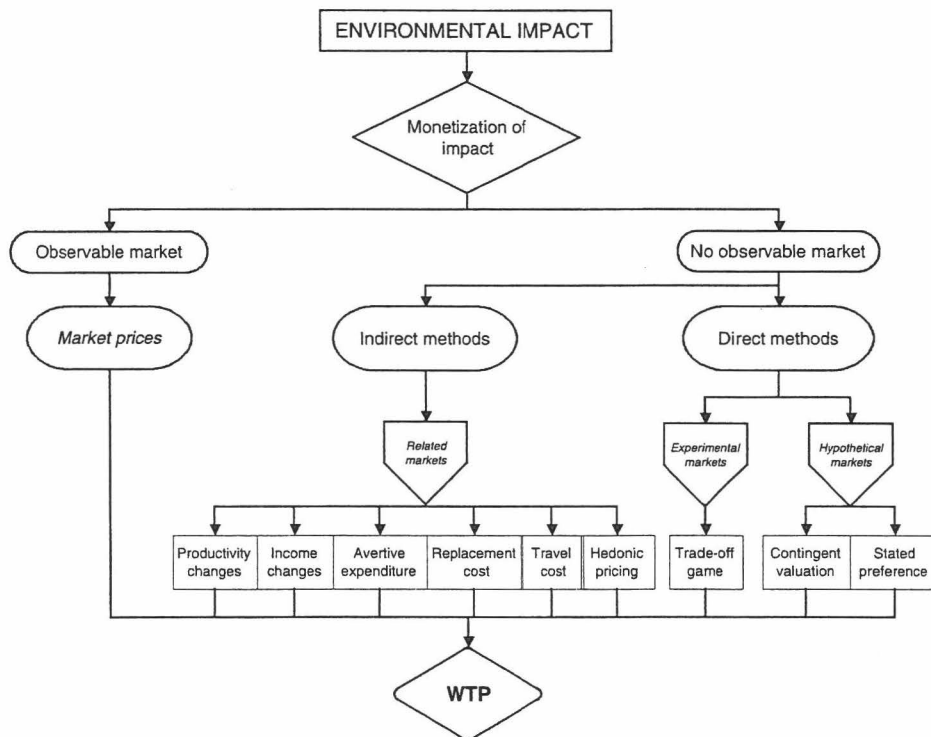 ENVIRONMENTAL IMPACT
Monetization of
impact
Observable market
No observable market
Market prices
Indirect methods
Direct methods
Related
markets
Experimental
markets
Hypothetical
markets
Productivity
changes
Income
changes
Avertive
expenditure
Replacement
cost
Travel
cost
Hedonic
pricing
Trade-off
game
Contingent
valuation
Stated
preference
WTP